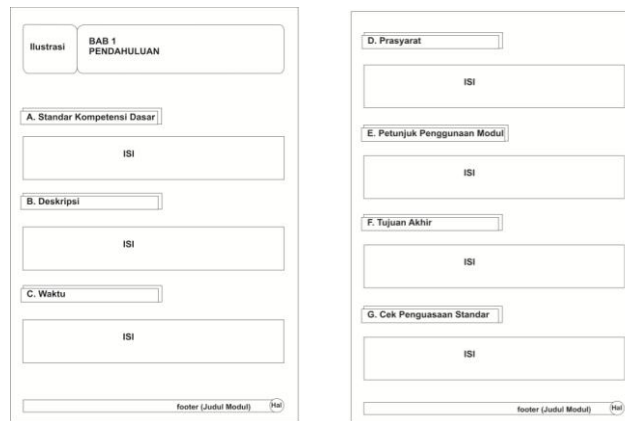 Ilustrasi
BAB 1
PENDAHULUAN
A. Standar Kompetensi Dasar
ISI
B. Deskripsi
ISI
C. Waktu
ISI
footer (Judul Modul) Hal
D. Prasyarat
ISI
E. Petunjuk Penggunaan Modul
ISI
F. Tujuan Akhir
ISI
G. Cek Penguasaan Standar
ISI
footer (Judul Modul) Hal